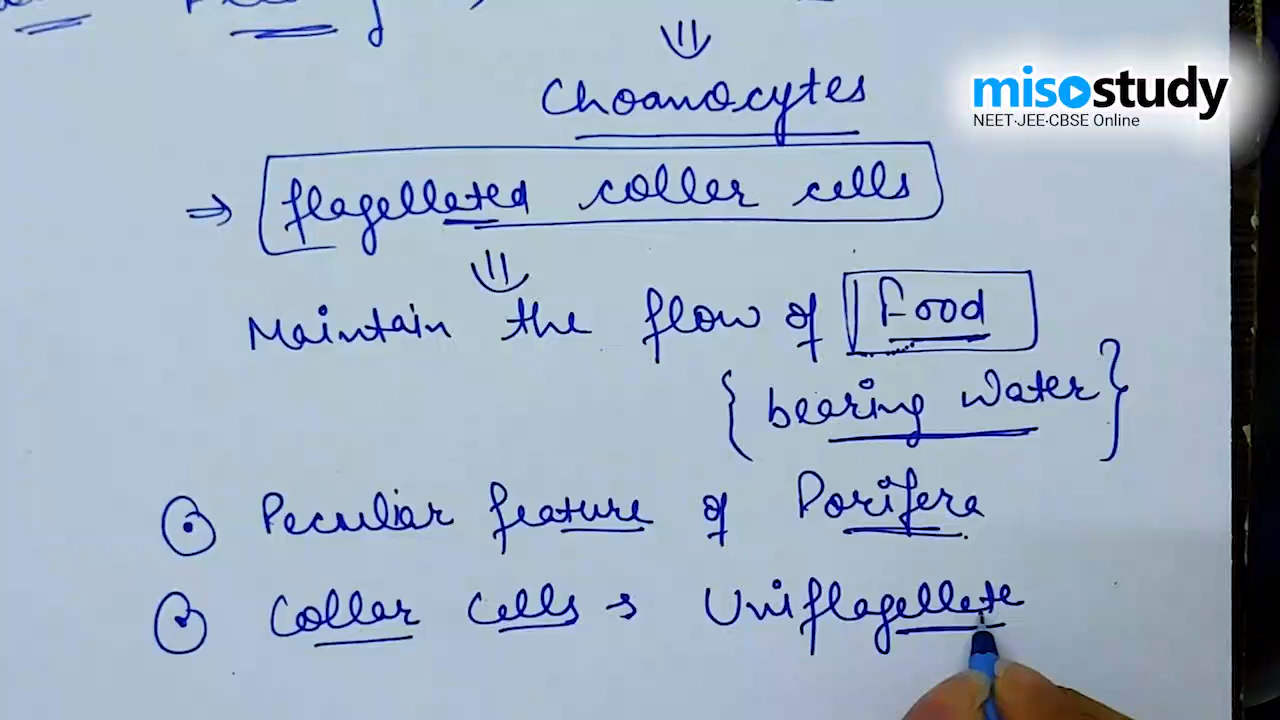 misostudy
NEET·JEE·CBSE Online
Choanocytes
⇒ flagellated coller cells
Maintain the flow of Food
{ bearing Water }
Peculiar feature of Porifera
Collar cells → Uniflagellate